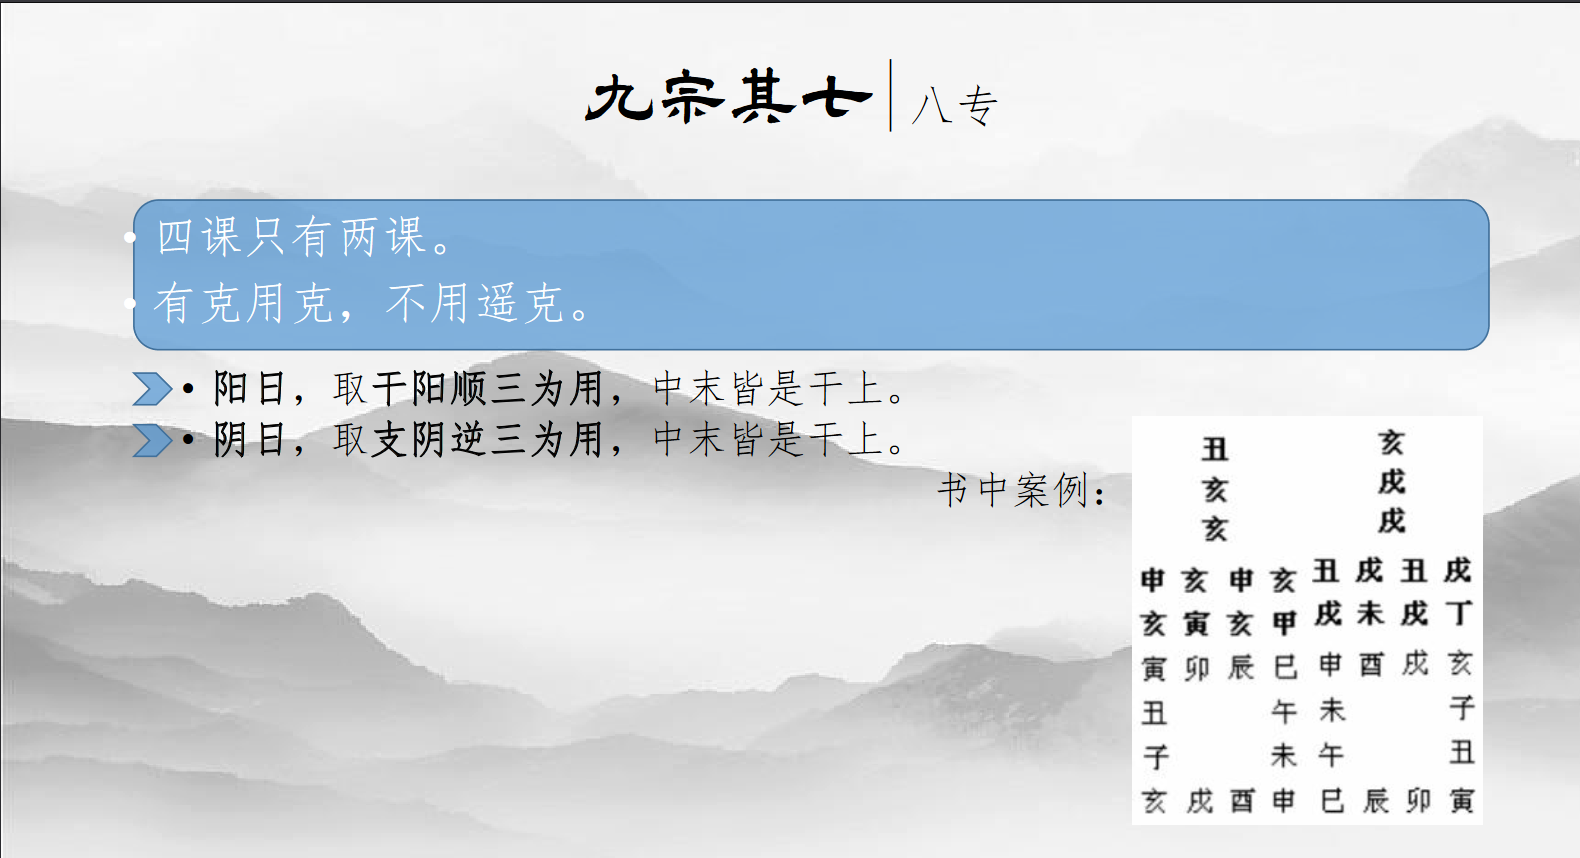 九宗其七 八专
• 四课只有两课。
• 有克用克，不用遥克。
• 阳日，取干阳顺三为用，中末皆是干上。
• 阴日，取支阴逆三为用，中末皆是干上。
书中案例：
丑
亥
亥
申 亥 申 亥
亥 寅 亥 甲
寅 卯 辰 巳
丑 午
子 未
亥 戌 酉 申
亥
戌
戌
丑 戌 丑 戌
戌 未 戌 丁
申 酉 戌 亥
未 子
午 丑
巳 辰 卯 寅